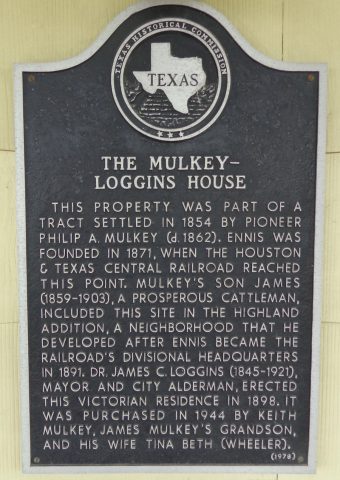 TEXAS HISTORICAL COMMISSION
TEXAS
THE MULKEY–
LOGGINS HOUSE
THIS PROPERTY WAS PART OF A
TRACT SETTLED IN 1854 BY PIONEER
PHILIP A. MULKEY (d. 1862). ENNIS WAS
FOUNDED IN 1871, WHEN THE HOUSTON
& TEXAS CENTRAL RAILROAD REACHED
THIS POINT. MULKEY'S SON JAMES
(1859-1903), A PROSPEROUS CATTLEMAN,
INCLUDED THIS SITE IN THE HIGHLAND
ADDITION, A NEIGHBORHOOD THAT HE
DEVELOPED AFTER ENNIS BECAME THE
RAILROAD'S DIVISIONAL HEADQUARTERS
IN 1891. DR. JAMES C. LOGGINS (1845-1921),
MAYOR AND CITY ALDERMAN, ERECTED
THIS VICTORIAN RESIDENCE IN 1898. IT
WAS PURCHASED IN 1944 BY KEITH
MULKEY, JAMES MULKEY'S GRANDSON,
AND HIS WIFE TINA BETH (WHEELER).
(1978)